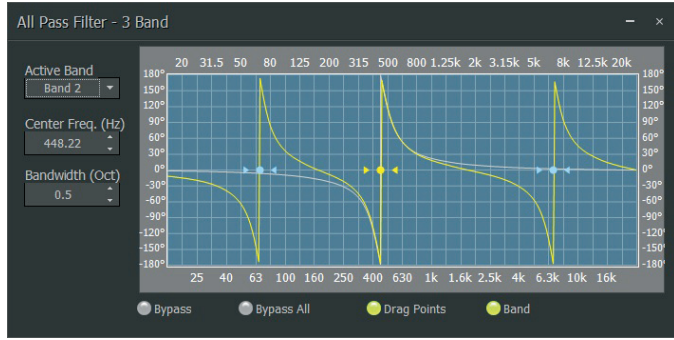 All Pass Filter - 3 Band
20 31.5 50 80 125 200 315 500 800 1.25k 2k 3.15k 5k 8k 12.5k 20k
Active Band
Band 2
Center Freq. (Hz)
448.22
Bandwidth (Oct)
0.5
180° 180°
150° 150°
120° 120°
90° 90°
60° 60°
30° 30°
0° 0°
-30° -30°
-60° -60°
-90° -90°
-120° -120°
-150° -150°
-180° -180°
25 40 63 100 160 250 400 630 1k 1.6k 2.5k 4k 6.3k 10k 16k
Bypass Bypass All Drag Points Band